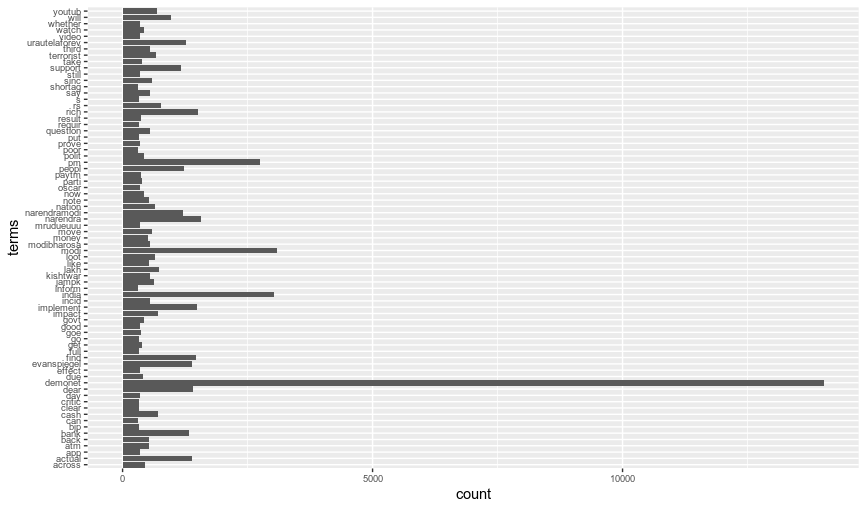 youtub
will
whether
watch
video
urautelaforev
third
terrorist
take
support
still
sinc
shortag
say
s
rs
rich
result
requir
question
put
prove
poor
polit
pm
peopl
paytm
parti
oscar
now
note
nation
narendramodi
narendra
mrudueuuu
move
money
modibharosa
modi
loot
like
lakh
kishtwar
jampk
inform
india
incid
implement
impact
govt
good
goe
go
get
full
find
evanspiegel
effect
due
demonet
dear
day
critic
clear
cash
can
bjp
bank
back
atm
app
actual
across
terms
0
5000
10000
count